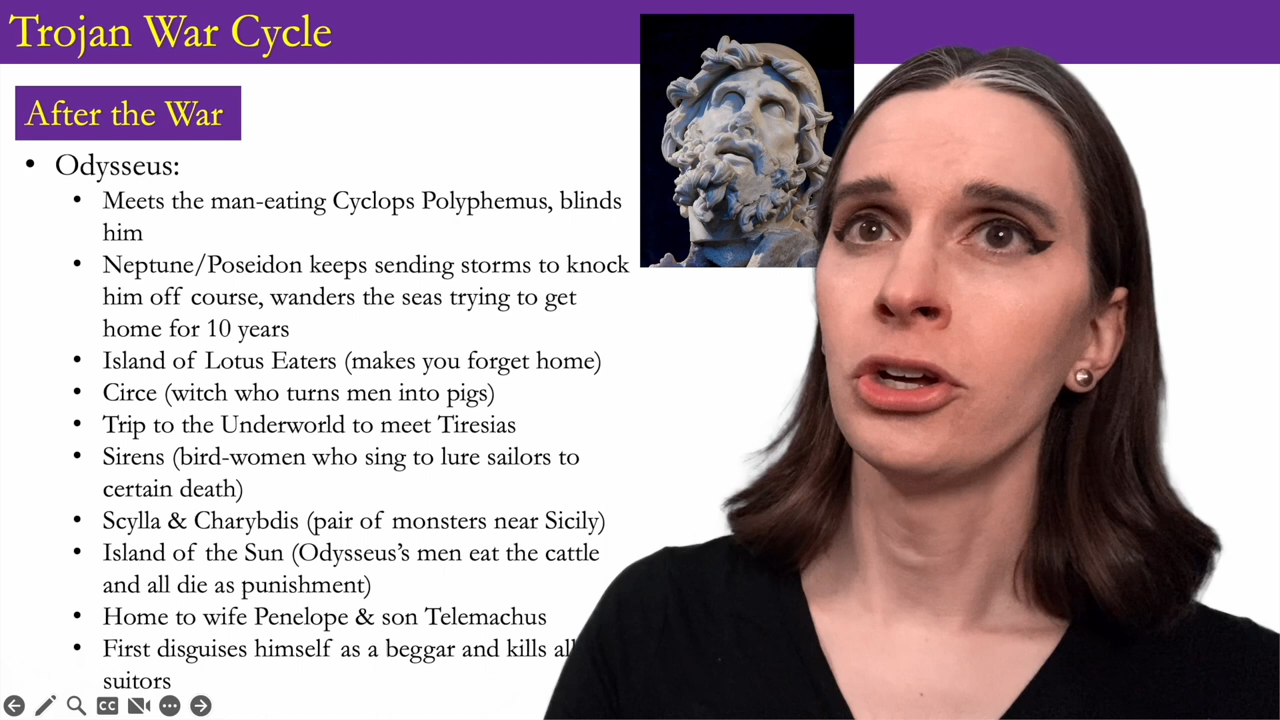 Trojan War Cycle
After the War
• Odysseus:
• Meets the man-eating Cyclops Polyphemus, blinds
him
• Neptune/Poseidon keeps sending storms to knock
him off course, wanders the seas trying to get
home for 10 years
• Island of Lotus Eaters (makes you forget home)
• Circe (witch who turns men into pigs)
• Trip to the Underworld to meet Tiresias
• Sirens (bird-women who sing to lure sailors to
certain death)
• Scylla & Charybdis (pair of monsters near Sicily)
• Island of the Sun (Odysseus’s men eat the cattle
and all die as punishment)
• Home to wife Penelope & son Telemachus
• First disguises himself as a beggar and kills all
suitors
CC